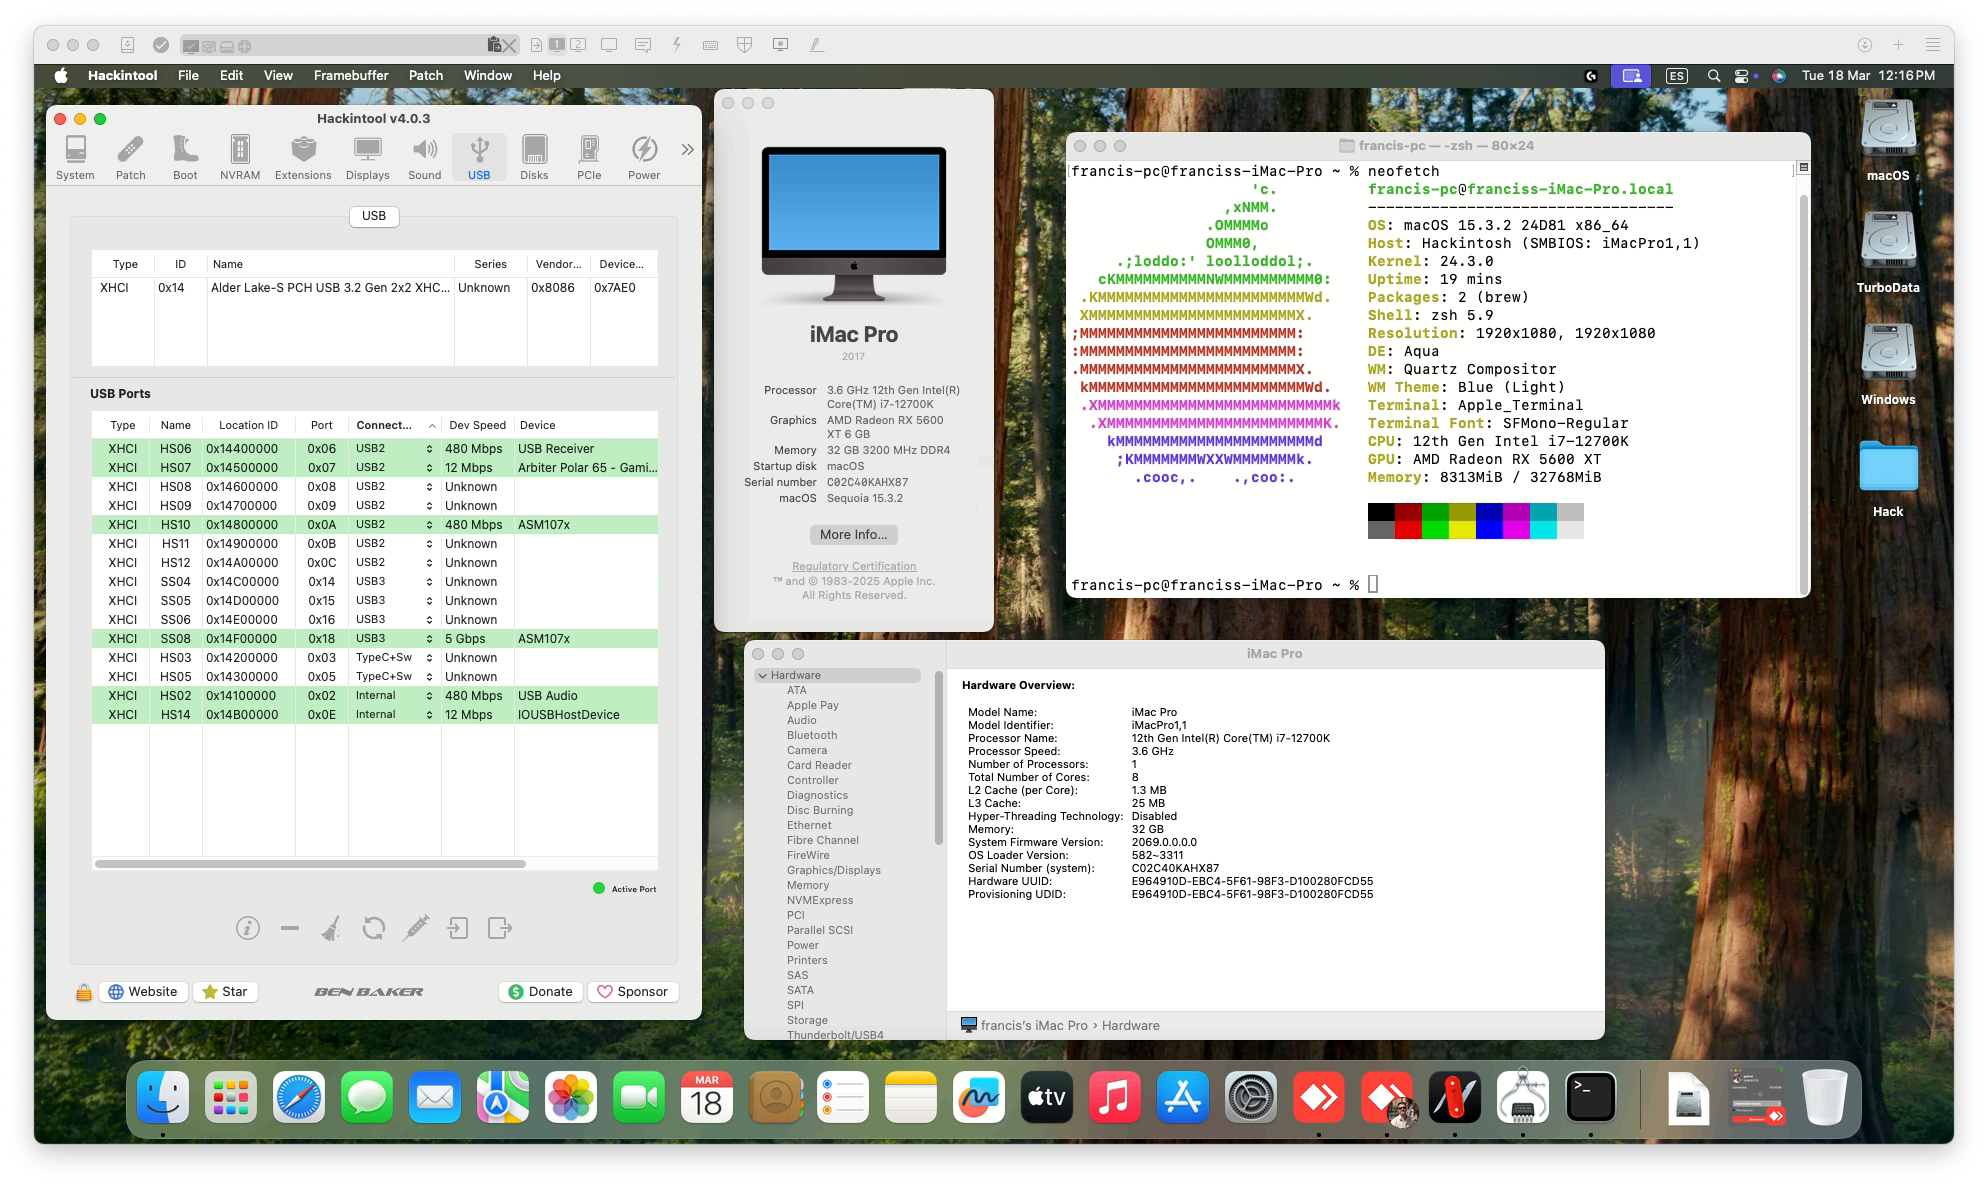 1 2
Hackintool File Edit View Framebuffer Patch Window Help
ES Tue 18 Mar 12:16 PM
Hackintool v4.0.3
System Patch Boot NVRAM Extensions Displays Sound USB Disks PCIe Power
USB
Type ID Name Series Vendor... Device...
XHCI 0x14 Alder Lake-S PCH USB 3.2 Gen 2x2 XHC... Unknown 0x8086 0x7AE0
USB Ports
Type Name Location ID Port Connect... Dev Speed Device
XHCI HS06 0x14400000 0x06 USB2 480 Mbps USB Receiver
XHCI HS07 0x14500000 0x07 USB2 12 Mbps Arbiter Polar 65 - Gami...
XHCI HS08 0x14600000 0x08 USB2 Unknown
XHCI HS09 0x14700000 0x09 USB2 Unknown
XHCI HS10 0x14800000 0x0A USB2 480 Mbps ASM107x
XHCI HS11 0x14900000 0x0B USB2 Unknown
XHCI HS12 0x14A00000 0x0C USB2 Unknown
XHCI SS04 0x14C00000 0x14 USB3 Unknown
XHCI SS05 0x14D00000 0x15 USB3 Unknown
XHCI SS06 0x14E00000 0x16 USB3 Unknown
XHCI SS08 0x14F00000 0x18 USB3 5 Gbps ASM107x
XHCI HS03 0x14200000 0x03 TypeC+Sw Unknown
XHCI HS05 0x14300000 0x05 TypeC+Sw Unknown
XHCI HS02 0x14100000 0x02 Internal 480 Mbps USB Audio
XHCI HS14 0x14B00000 0x0E Internal 12 Mbps IOUSBHostDevice
Active Port
Website Star BEN BAKER Donate Sponsor
iMac Pro
2017
Processor 3.6 GHz 12th Gen Intel(R)
Core(TM) i7-12700K
Graphics AMD Radeon RX 5600
XT 6 GB
Memory 32 GB 3200 MHz DDR4
Startup disk macOS
Serial number C02C40KAHX87
macOS Sequoia 15.3.2
More Info...
Regulatory Certification
™ and © 1983-2025 Apple Inc.
All Rights Reserved.
francis-pc — -zsh — 80×24
francis-pc@franciss-iMac-Pro ~ % neofetch
'c. francis-pc@franciss-iMac-Pro.local
,xNMM. ----------------------------------
.OMMMMo OS: macOS 15.3.2 24D81 x86_64
OMMM0, Host: Hackintosh (SMBIOS: iMacPro1,1)
.;loddo:' loolloddol;. Kernel: 24.3.0
cKMMMMMMMMMMNWMMMMMMMMMM0: Uptime: 19 mins
.KMMMMMMMMMMMMMMMMMMMMMMMWd. Packages: 2 (brew)
XMMMMMMMMMMMMMMMMMMMMMMMX. Shell: zsh 5.9
;MMMMMMMMMMMMMMMMMMMMMMMM: Resolution: 1920x1080, 1920x1080
:MMMMMMMMMMMMMMMMMMMMMMMM: DE: Aqua
.MMMMMMMMMMMMMMMMMMMMMMMMX. WM: Quartz Compositor
kMMMMMMMMMMMMMMMMMMMMMMMMWd. WM Theme: Blue (Light)
.XMMMMMMMMMMMMMMMMMMMMMMMMMMk Terminal: Apple_Terminal
.XMMMMMMMMMMMMMMMMMMMMMMMMK. Terminal Font: SFMono-Regular
kMMMMMMMMMMMMMMMMMMMMMMd CPU: 12th Gen Intel i7-12700K
;KMMMMMMMWXXWMMMMMMMk. GPU: AMD Radeon RX 5600 XT
.cooc,. .,coo:. Memory: 8313MiB / 32768MiB
francis-pc@franciss-iMac-Pro ~ %
iMac Pro
Hardware
ATA
Apple Pay
Audio
Bluetooth
Camera
Card Reader
Controller
Diagnostics
Disc Burning
Ethernet
Fibre Channel
FireWire
Graphics/Displays
Memory
NVMExpress
PCI
Parallel SCSI
Power
Printers
SAS
SATA
SPI
Storage
Thunderbolt/USB4
Hardware Overview:
Model Name: iMac Pro
Model Identifier: iMacPro1,1
Processor Name: 12th Gen Intel(R) Core(TM) i7-12700K
Processor Speed: 3.6 GHz
Number of Processors: 1
Total Number of Cores: 8
L2 Cache (per Core): 1.3 MB
L3 Cache: 25 MB
Hyper-Threading Technology: Disabled
Memory: 32 GB
System Firmware Version: 2069.0.0.0.0
OS Loader Version: 582~3311
Serial Number (system): C02C40KAHX87
Hardware UUID: E964910D-EBC4-5F61-98F3-D100280FCD55
Provisioning UDID: E964910D-EBC4-5F61-98F3-D100280FCD55
francis's iMac Pro › Hardware
macOS
TurboData
Windows
Hack
MAR
18
tv
>_